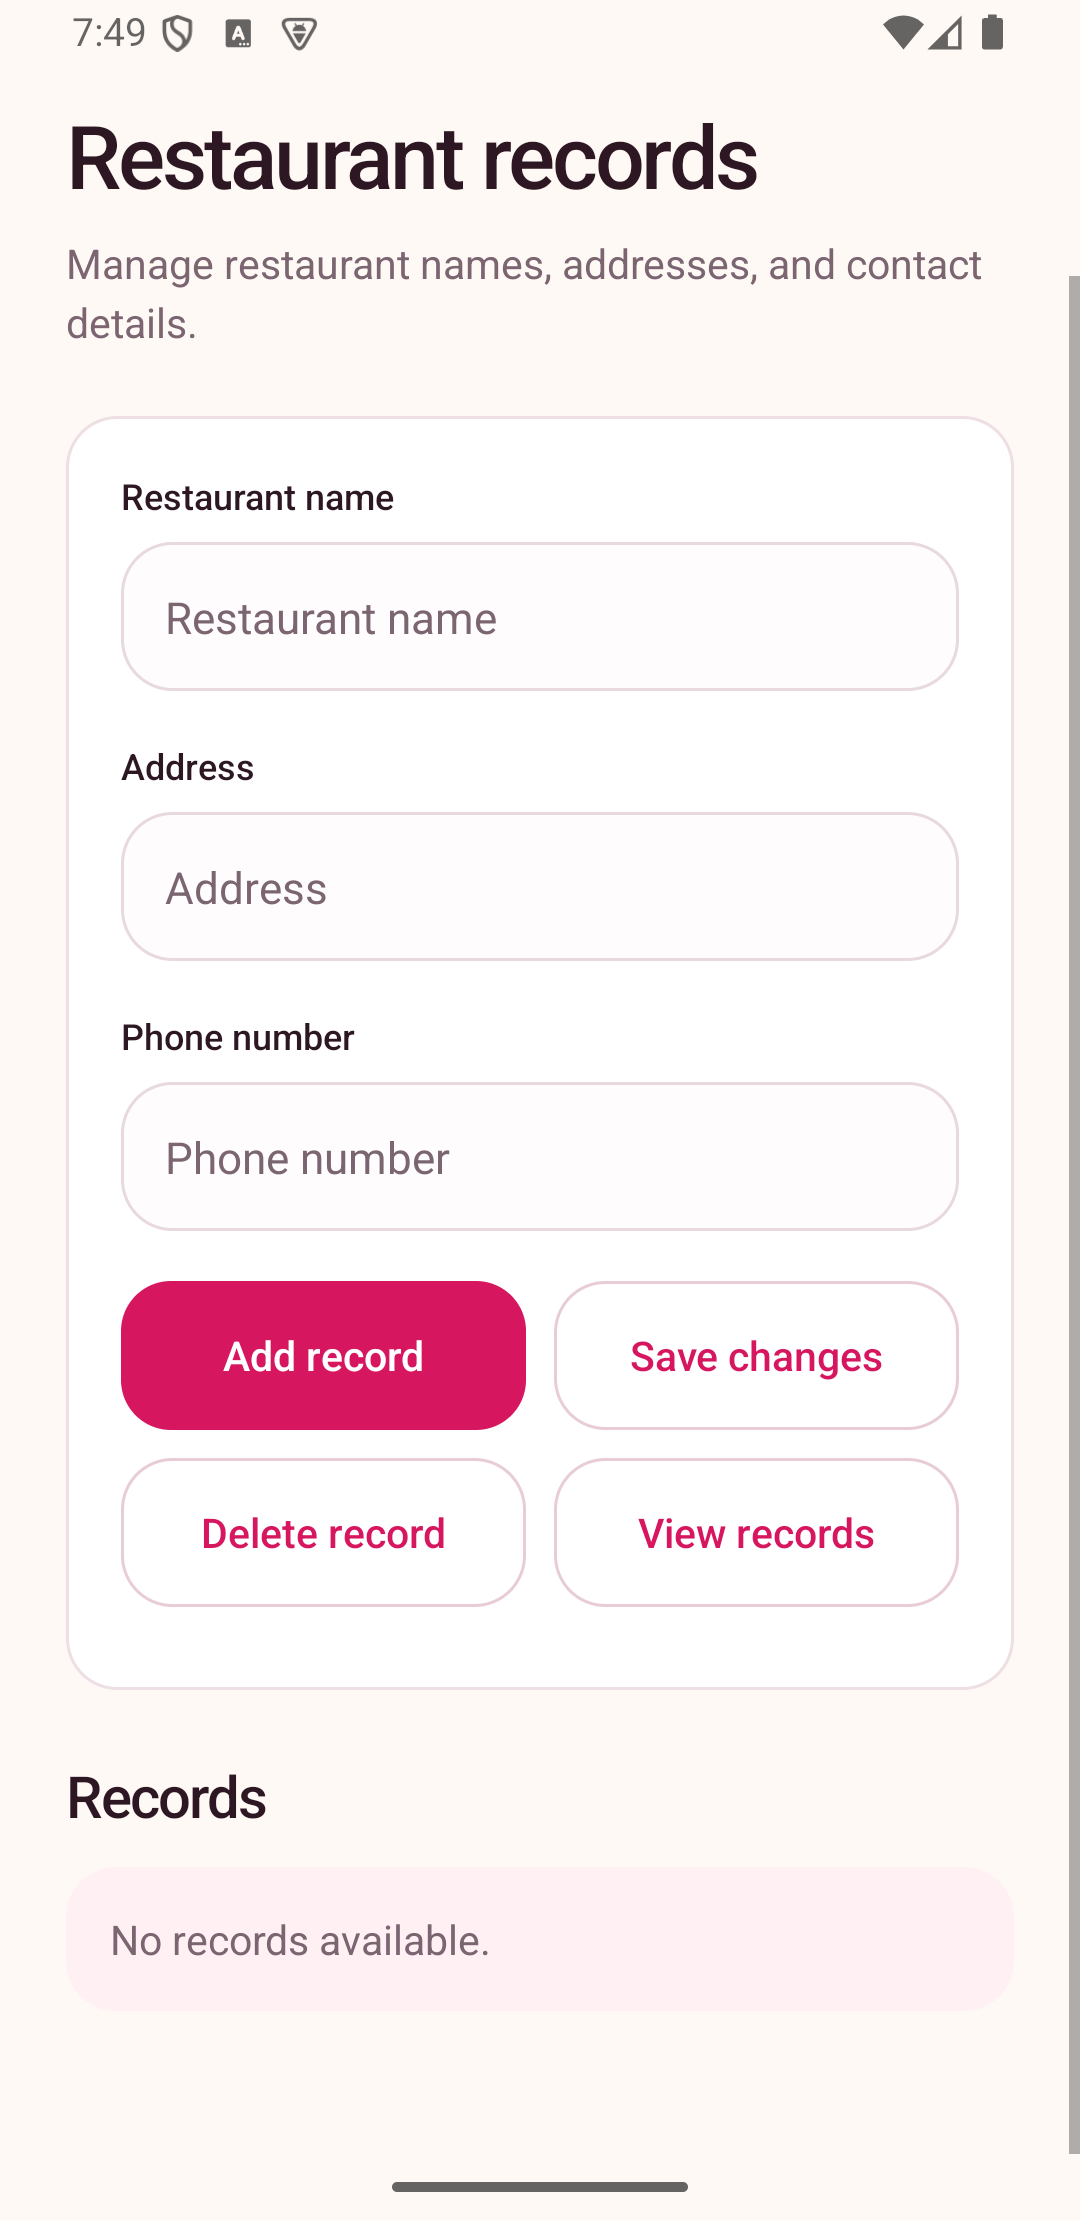 7:49
Restaurant records
Manage restaurant names, addresses, and contact
details.
Restaurant name
Restaurant name
Address
Address
Phone number
Phone number
Add record
Save changes
Delete record
View records
Records
No records available.